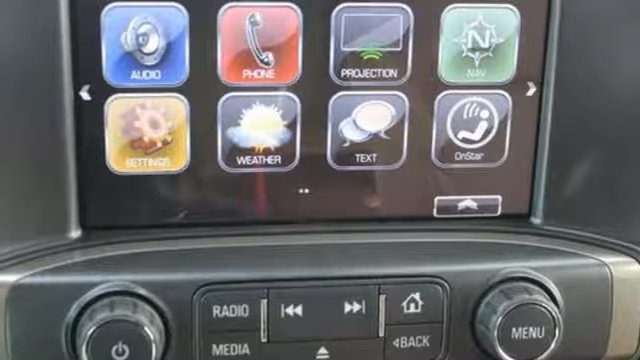 AUDIO PHONE PROJECTION N NAV
SETTINGS WEATHER TEXT OnStar
RADIO
MEDIA
BACK
MENU